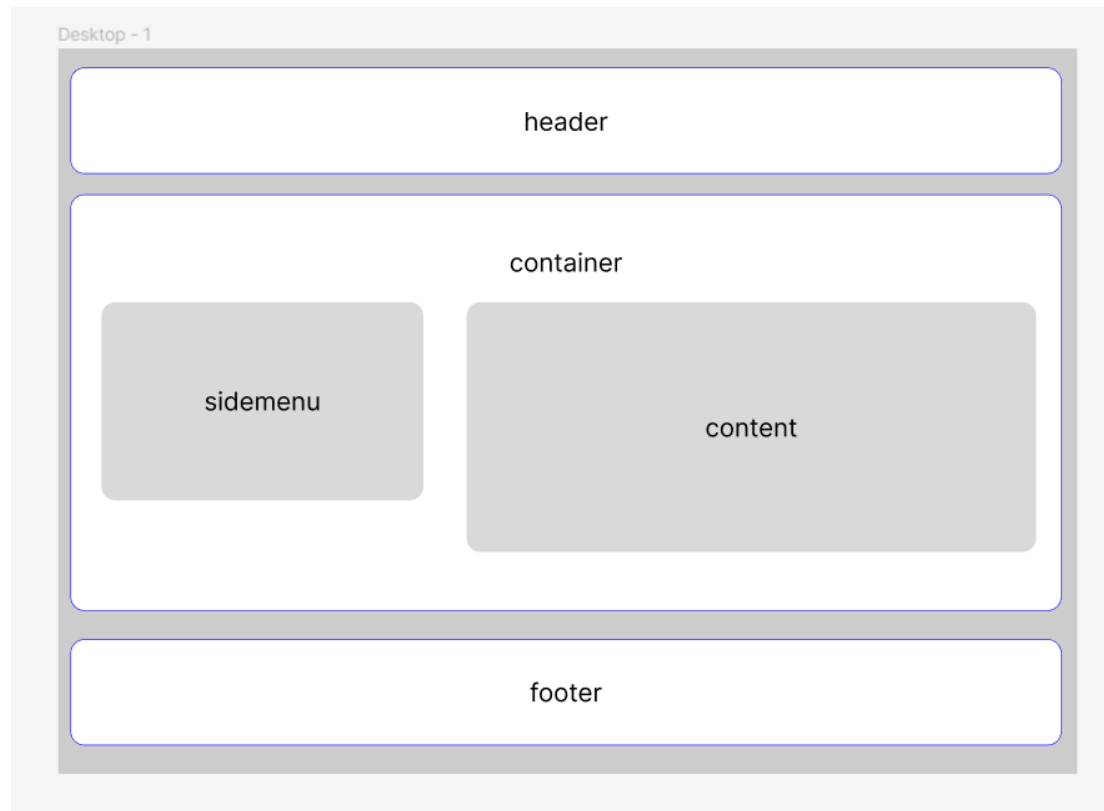 Desktop - 1
header
container
sidemenu
content
footer